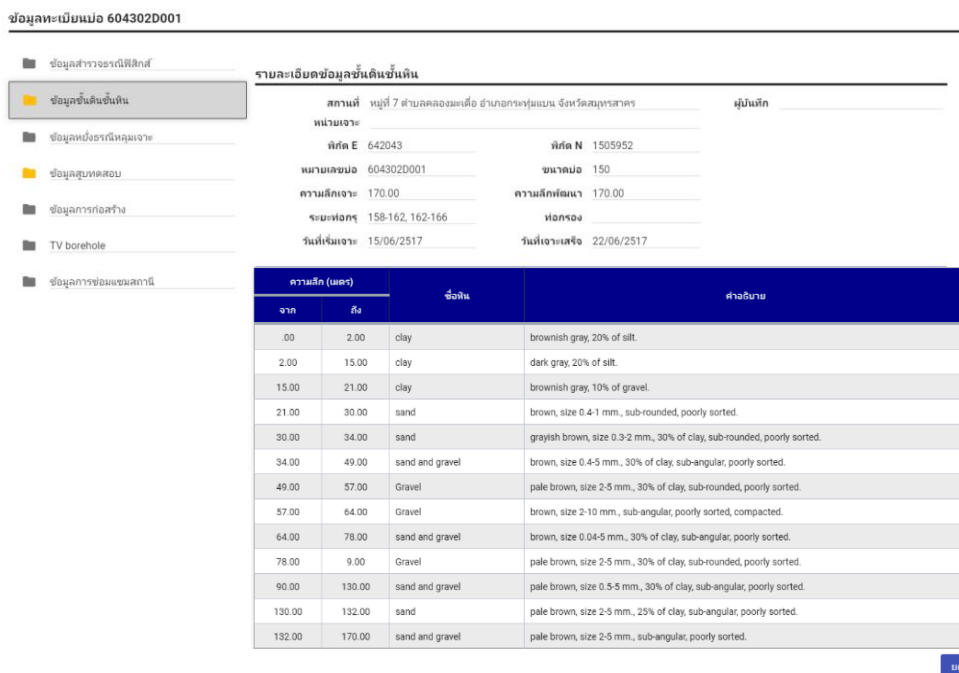 ข้อมูลทะเบียนบ่อ 604302D001
ข้อมูลสำรวจธรณีฟิสิกส์
ข้อมูลชั้นดินชั้นหิน
ข้อมูลหยั่งธรณีหลุมเจาะ
ข้อมูลสูบทดสอบ
ข้อมูลการก่อสร้าง
TV borehole
ข้อมูลการซ่อมแซมสถานี
รายละเอียดข้อมูลชั้นดินชั้นหิน
สถานที่ หมู่ที่ 7 ตำบลคลองมะเดื่อ อำเภอกระทุ่มแบน จังหวัดสมุทรสาคร ผู้บันทึก
หน่วยเจาะ
พิกัด E 642043 พิกัด N 1505952
หมายเลขบ่อ 604302D001 ขนาดบ่อ 150
ความลึกเจาะ 170.00 ความลึกพัฒนา 170.00
ระยะท่อกรุ 158-162, 162-166 ท่อกรอง
วันที่เริ่มเจาะ 15/06/2517 วันที่เจาะเสร็จ 22/06/2517
ความลึก (เมตร) ชื่อหิน คำอธิบาย
จาก ถึง
.00 2.00 clay brownish gray, 20% of silt.
2.00 15.00 clay dark gray, 20% of silt.
15.00 21.00 clay brownish gray, 10% of gravel.
21.00 30.00 sand brown, size 0.4-1 mm., sub-rounded, poorly sorted.
30.00 34.00 sand grayish brown, size 0.3-2 mm., 30% of clay, sub-rounded, poorly sorted.
34.00 49.00 sand and gravel brown, size 0.4-5 mm., 30% of clay, sub-angular, poorly sorted.
49.00 57.00 Gravel pale brown, size 2-5 mm., 30% of clay, sub-rounded, poorly sorted.
57.00 64.00 Gravel brown, size 2-10 mm., sub-angular, poorly sorted, compacted.
64.00 78.00 sand and gravel brown, size 0.04-5 mm., 30% of clay, sub-angular, poorly sorted.
78.00 9.00 Gravel pale brown, size 2-5 mm., 30% of clay, sub-rounded, poorly sorted.
90.00 130.00 sand and gravel pale brown, size 0.5-5 mm., 30% of clay, sub-angular, poorly sorted.
130.00 132.00 sand pale brown, size 2-5 mm., 25% of clay, sub-angular, poorly sorted.
132.00 170.00 sand and gravel pale brown, size 2-5 mm., sub-angular, poorly sorted.